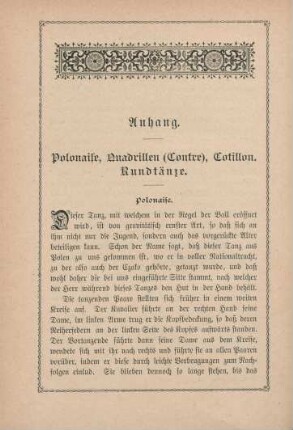 Anhang.
Polonaise, Quadrillen (Contre), Cotillon,
Rundtänze.
Polonaise.
Dieser Tanz, mit welchem in der Regel der Ball eröffnet
wird, ist von gravitätisch ernster Art, so daß sich
an ihm nicht nur die Jugend, sondern auch das vorgerückte Alter
beteiligen kann. Schon der Name sagt, daß dieser Tanz aus
Polen zu uns gekommen ist, wo er in voller Nationaltracht,
zu der also auch der Czako gehörte, getanzt wurde, und daß
wohl daher die bei uns eingeführte Sitte stammt, nach welcher
der Herr während dieses Tanzes den Hut in der Hand behält.
Die tanzenden Paare stellten sich früher in einem weiten
Kreise auf. Der Kavalier führte an der rechten Hand seine
Dame, im linken Arme trug er die Kopfbedeckung, so daß deren
Reiherfedern an der linken Seite des Kopfes aufwärts standen.
Der Vortanzende führte dann seine Dame aus dem Kreise,
wendete sich mit ihr nach rechts und führte sie an allen Paaren
vorüber, indem er diese durch leichte Verbeugungen zum Nach-
folgen einlud. Sie blieben dennoch so lange stehen, bis das